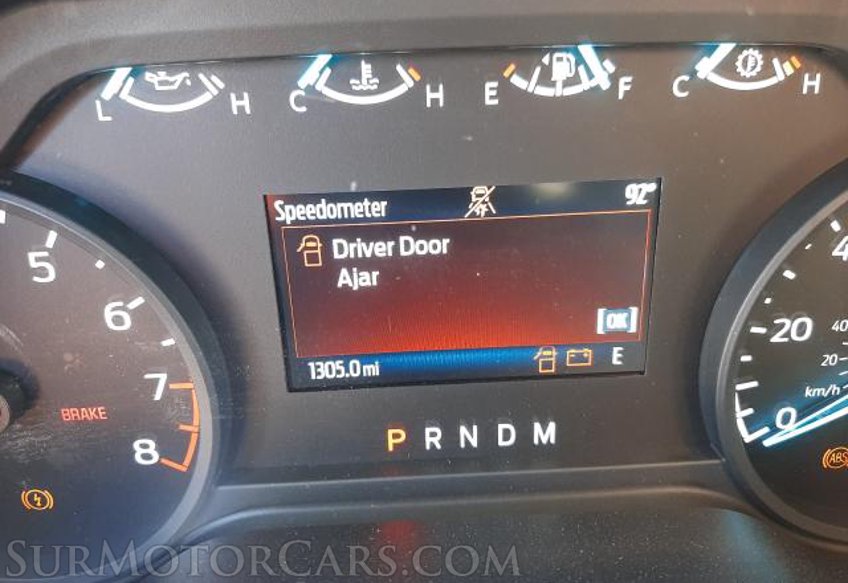 L H C H E F C H
Speedometer 92°
Driver Door
Ajar
[OK]
1305.0 mi E
P R N D M
5
6
7
8
BRAKE
4
20
0
40
20
km/h
ABS
SURMOTORCARS.COM